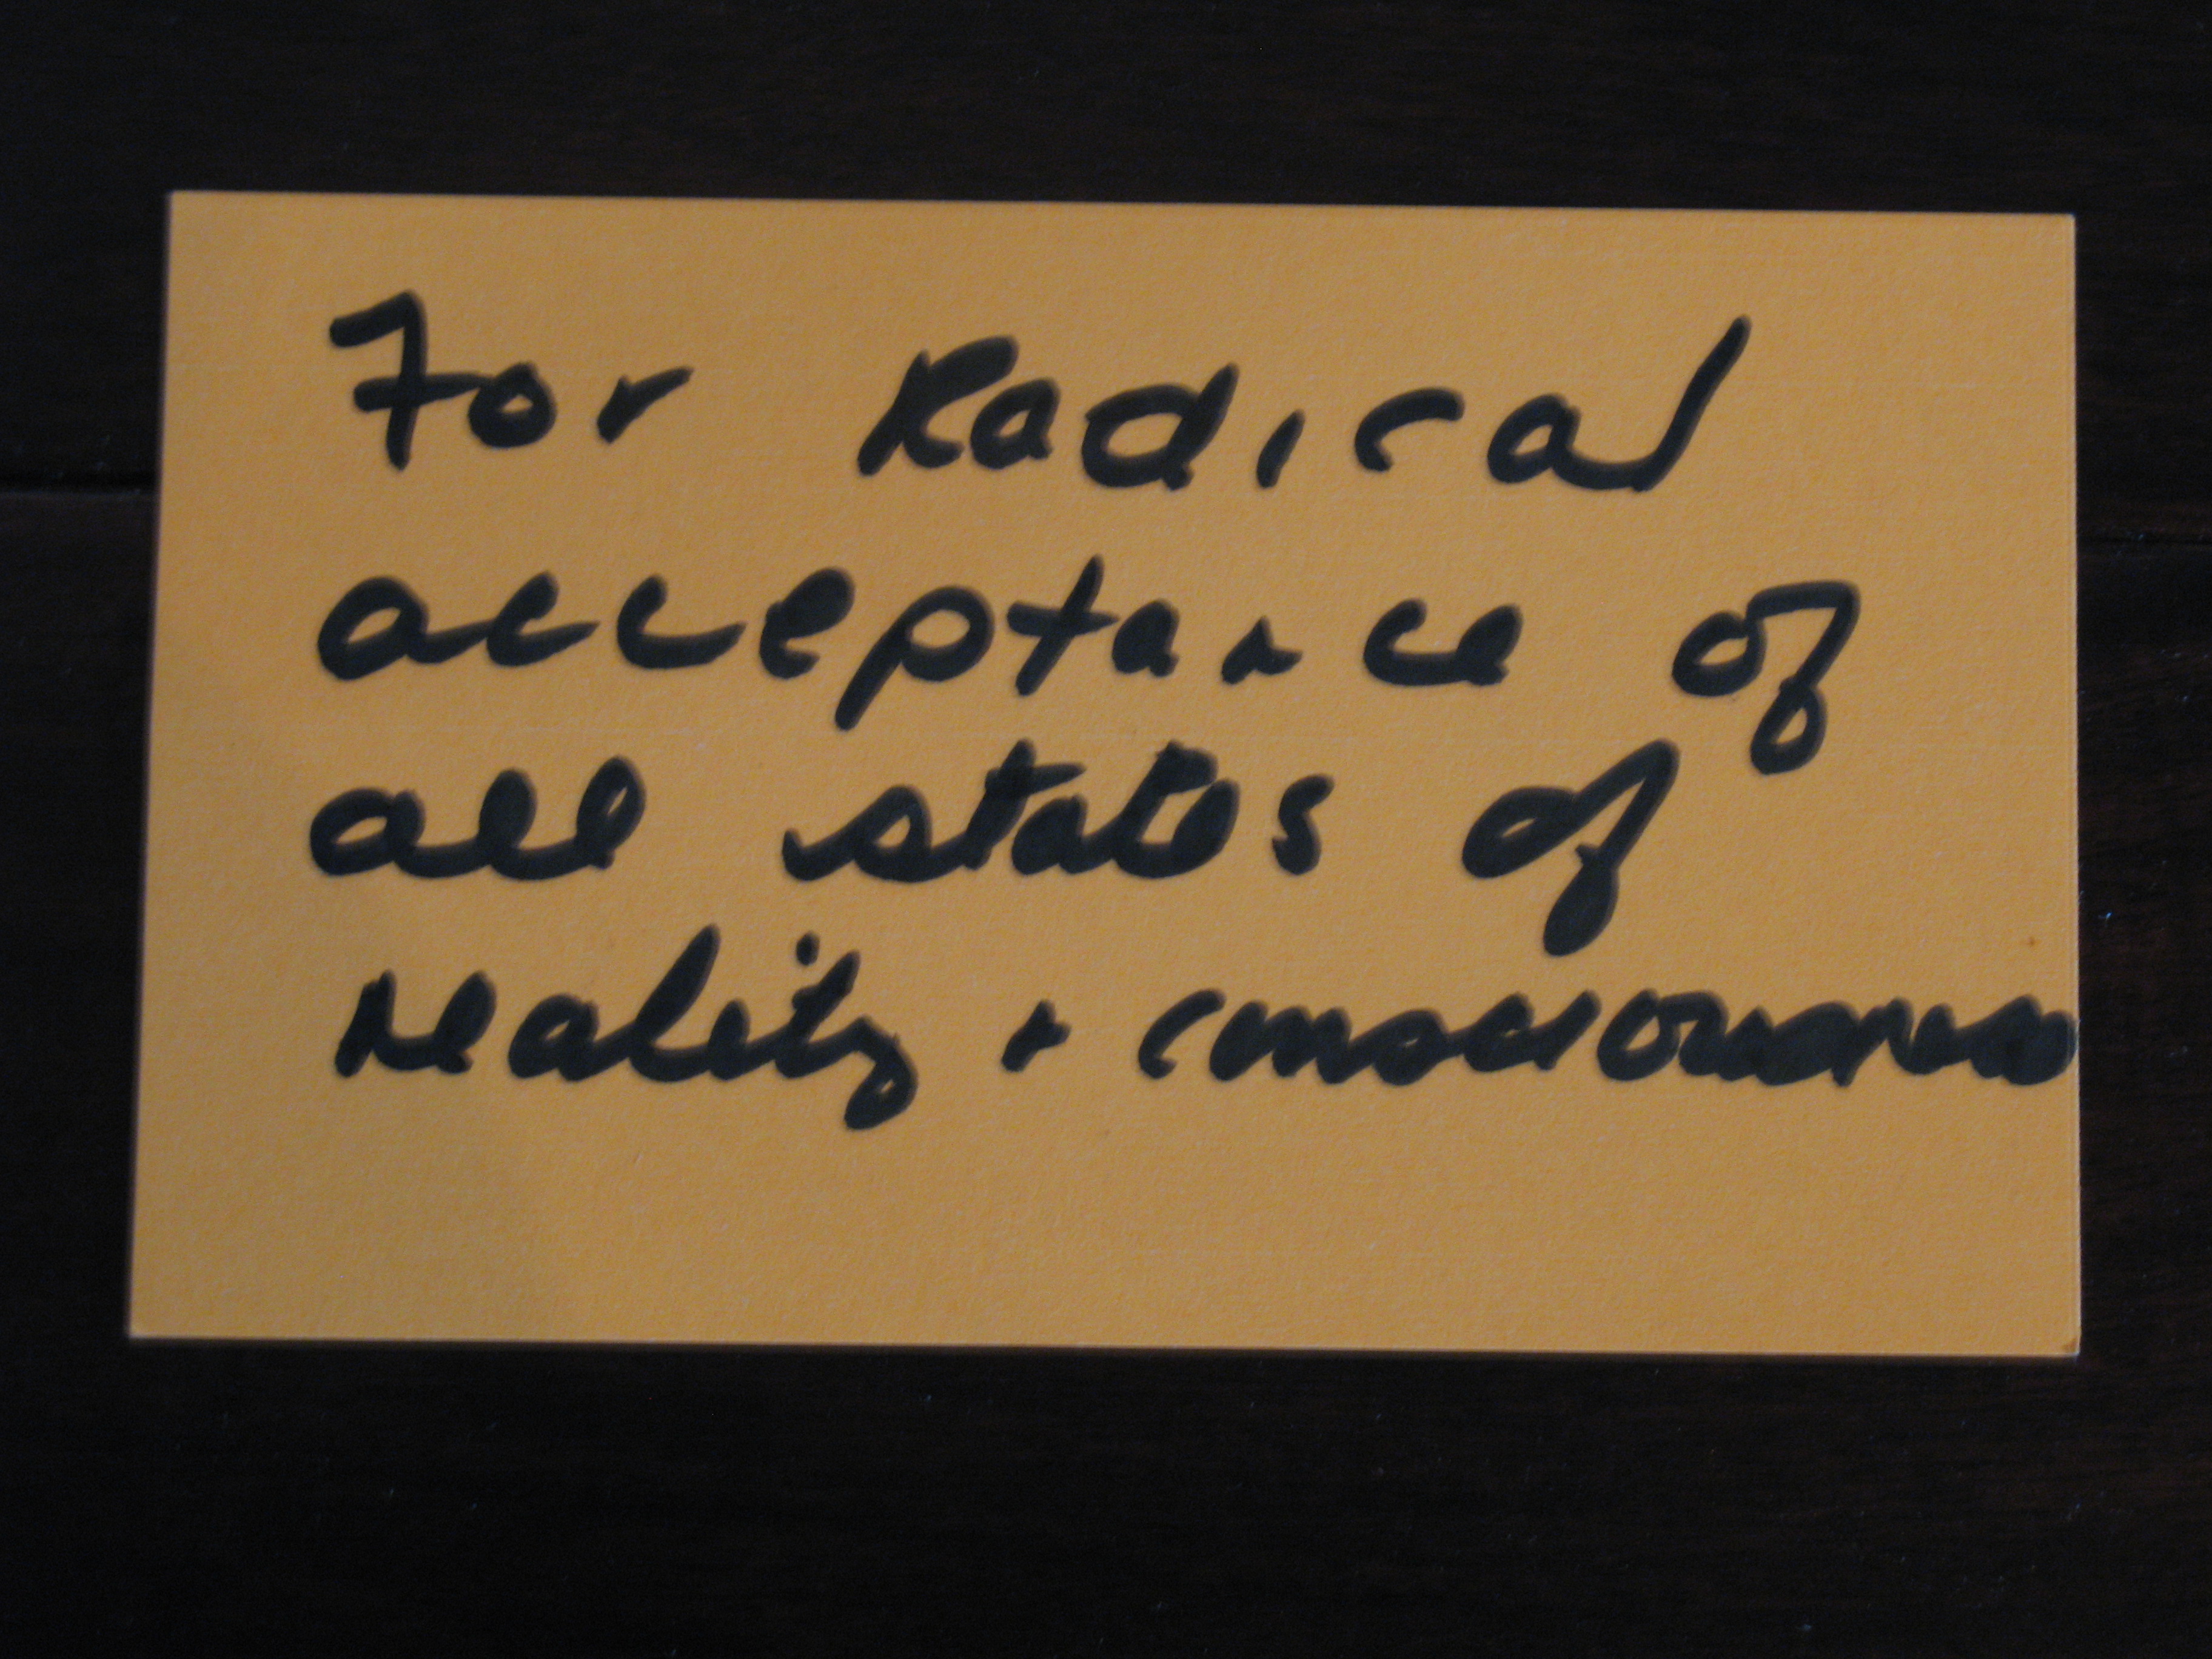 For Radical
acceptance of
all states of
reality + consciousness